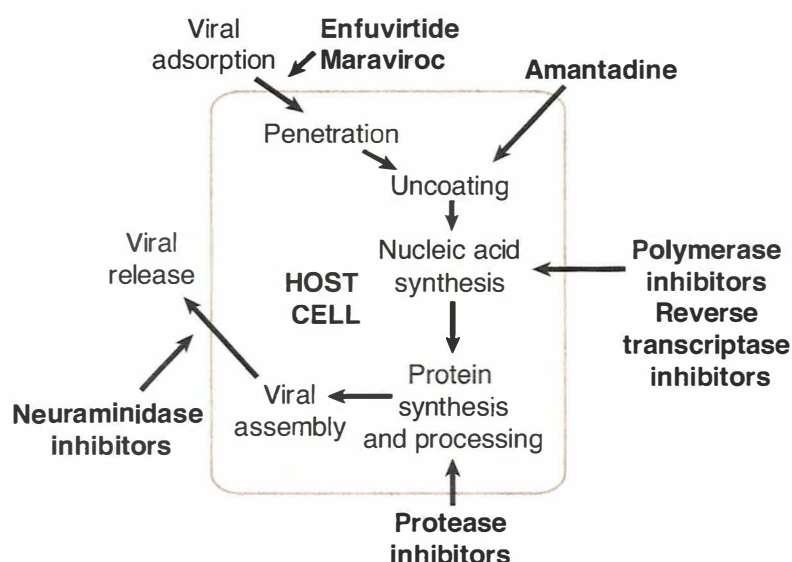 Viral
adsorption
Enfuvirtide
Maraviroc
Amantadine
Penetration
Uncoating
Nucleic acid
synthesis
Polymerase
inhibitors
Reverse
transcriptase
inhibitors
HOST
CELL
Viral
release
Protein
synthesis
and processing
Viral
assembly
Neuraminidase
inhibitors
Protease
inhibitors